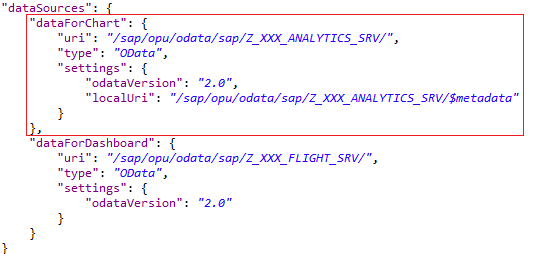 "dataSources": {
"dataForChart": {
"uri": "/sap/opu/odata/sap/Z_XXX_ANALYTICS_SRV/",
"type": "OData",
"settings": {
"odataVersion": "2.0",
"localUri": "/sap/opu/odata/sap/Z_XXX_ANALYTICS_SRV/$metadata"
}
},
"dataForDashboard": {
"uri": "/sap/opu/odata/sap/Z_XXX_FLIGHT_SRV/",
"type": "OData",
"settings": {
"odataVersion": "2.0"
}
}
}